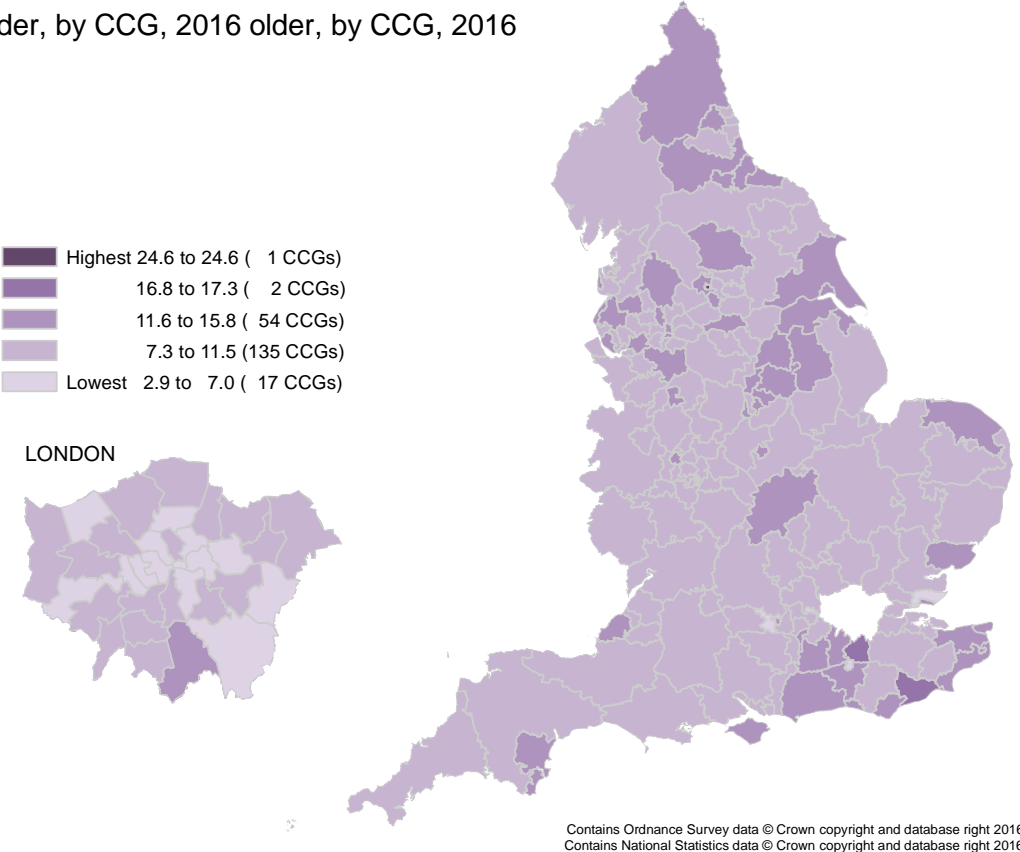 der, by CCG, 2016 older, by CCG, 2016
Highest 24.6 to 24.6 ( 1 CCGs)
16.8 to 17.3 ( 2 CCGs)
11.6 to 15.8 ( 54 CCGs)
7.3 to 11.5 (135 CCGs)
Lowest 2.9 to 7.0 ( 17 CCGs)
LONDON
Contains Ordnance Survey data © Crown copyright and database right 2016
Contains National Statistics data © Crown copyright and database right 2016